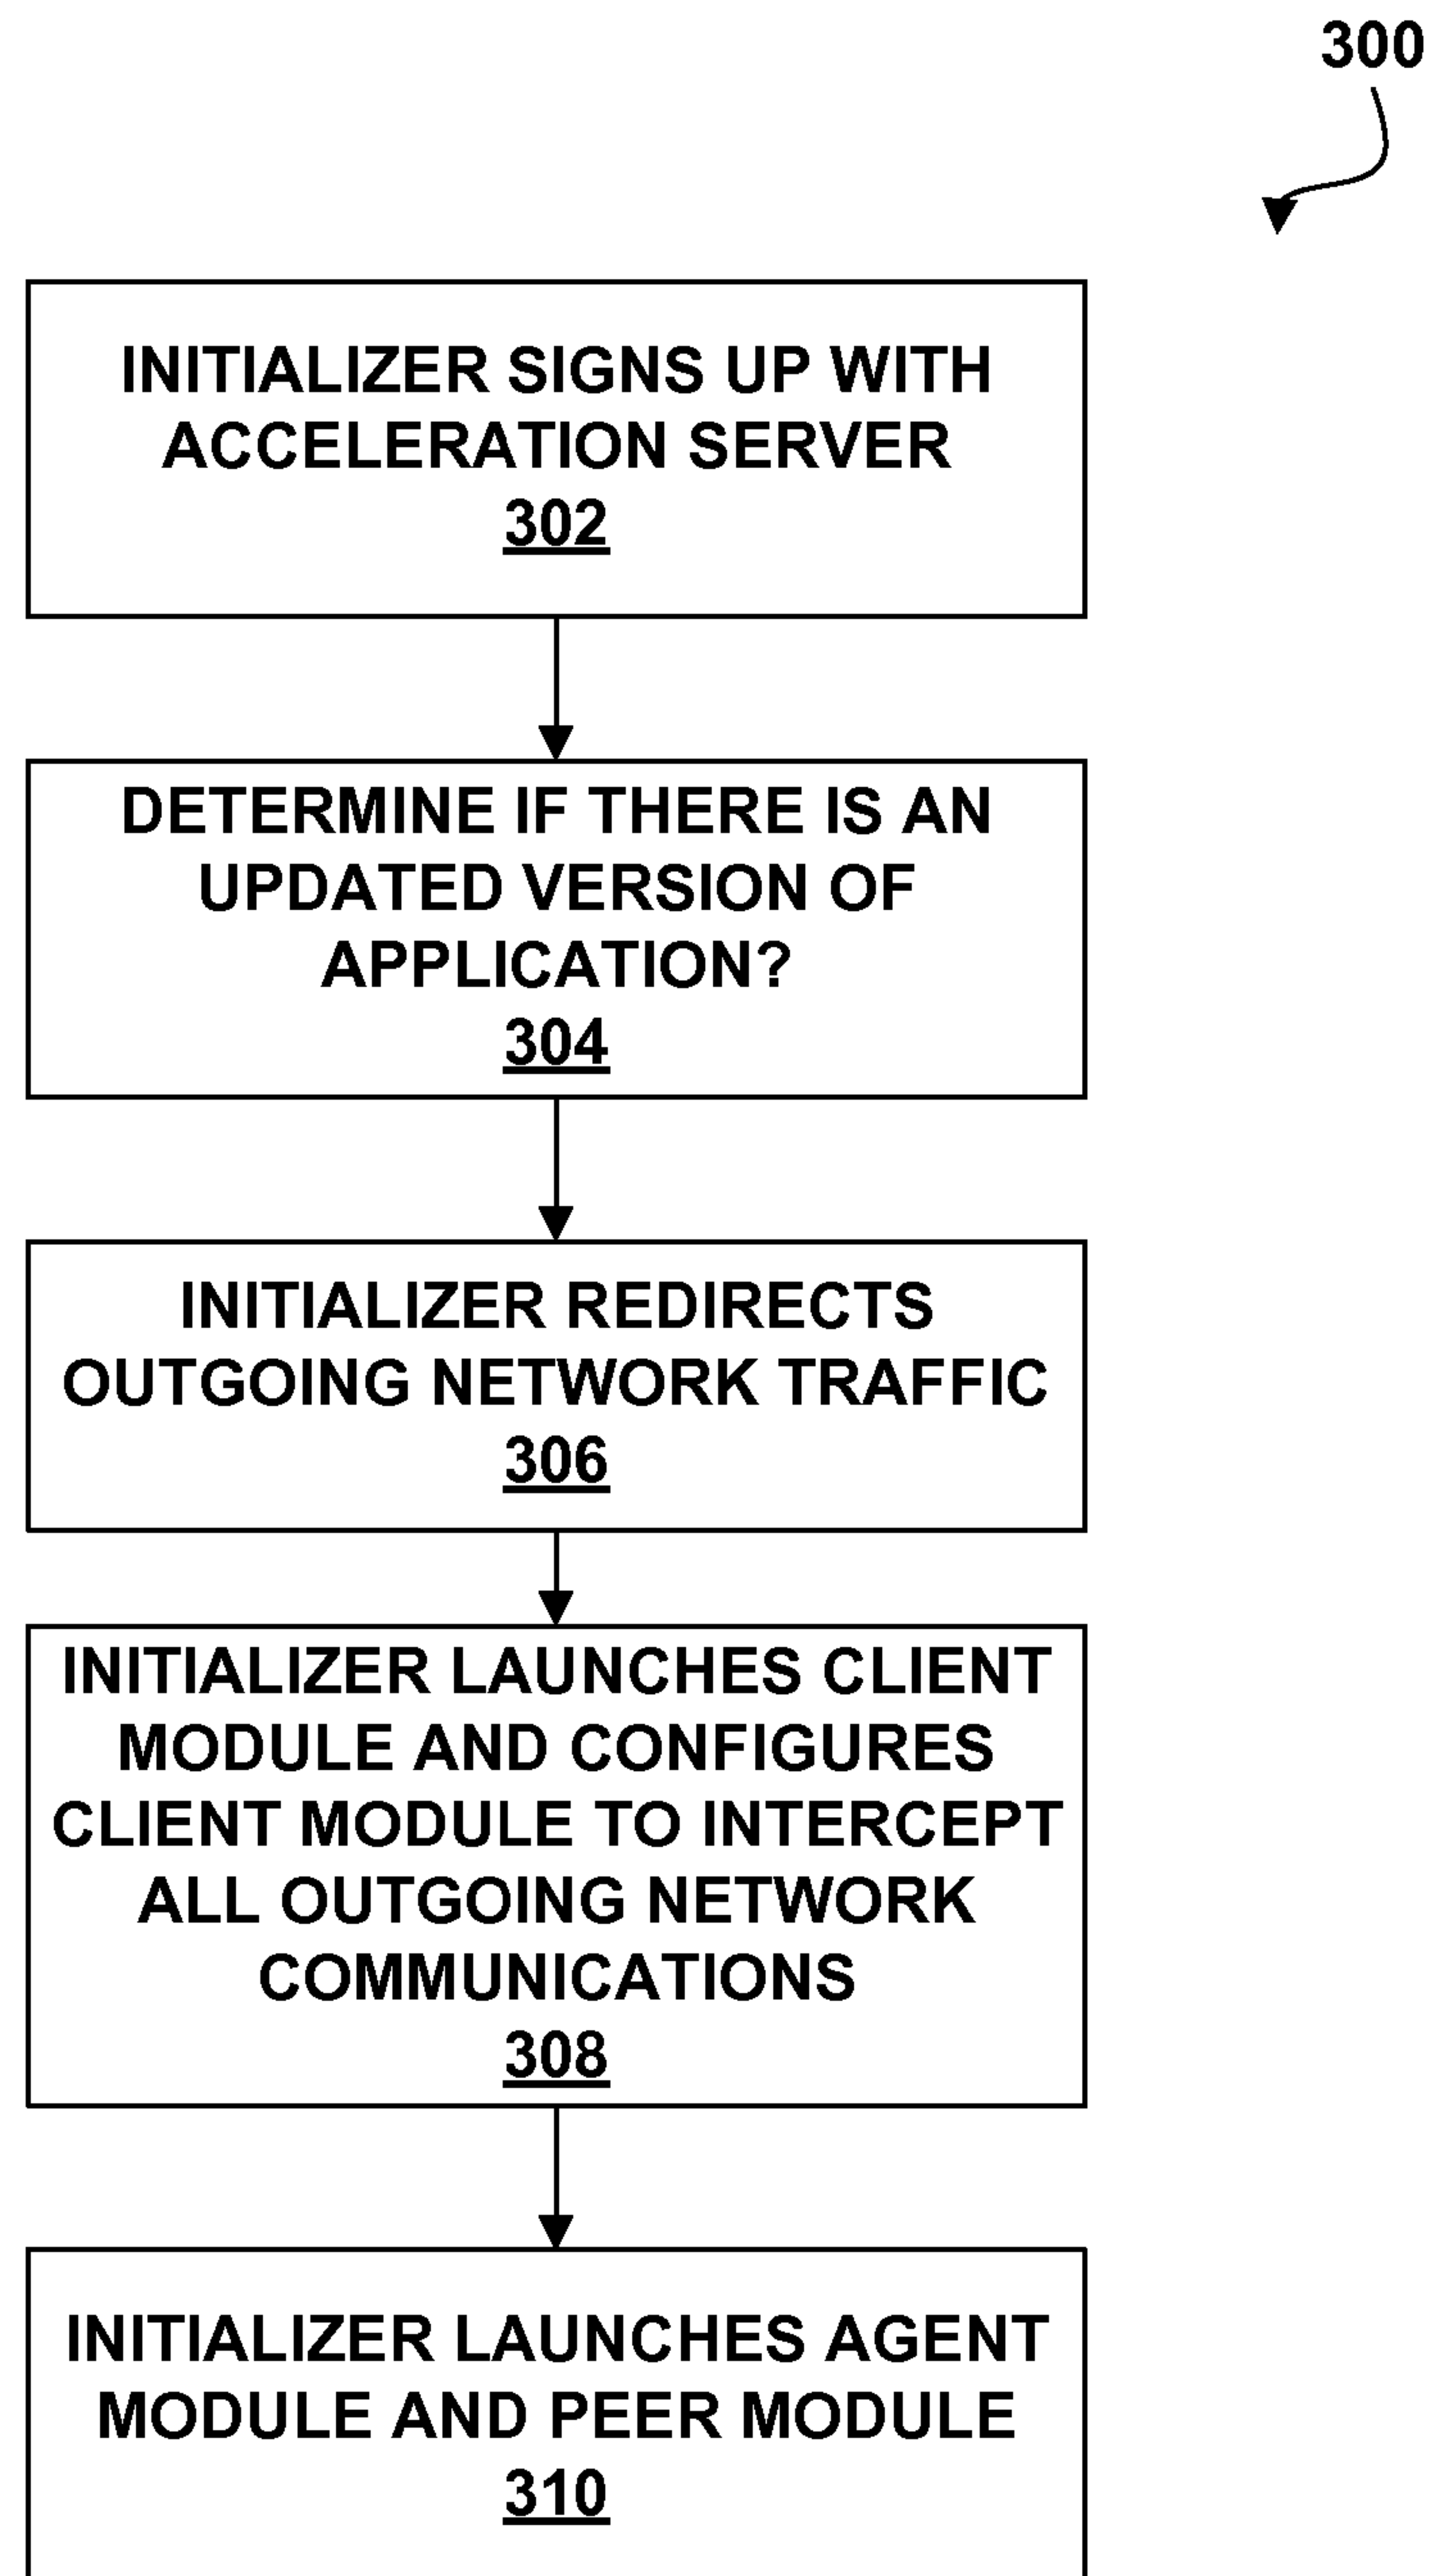 300
INITIALIZER SIGNS UP WITH
ACCELERATION SERVER
302
DETERMINE IF THERE IS AN
UPDATED VERSION OF
APPLICATION?
304
INITIALIZER REDIRECTS
OUTGOING NETWORK TRAFFIC
306
INITIALIZER LAUNCHES CLIENT
MODULE AND CONFIGURES
CLIENT MODULE TO INTERCEPT
ALL OUTGOING NETWORK
COMMUNICATIONS
308
INITIALIZER LAUNCHES AGENT
MODULE AND PEER MODULE
310